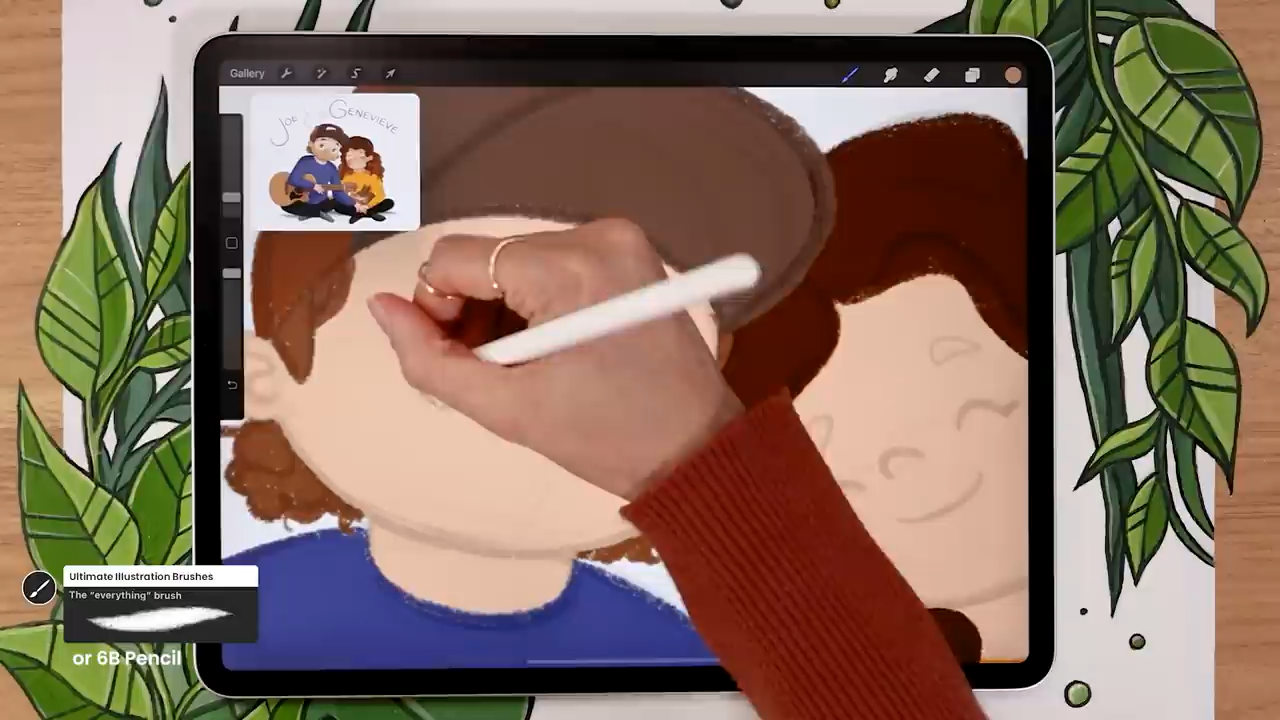 Gallery
JOE & GENEVIEVE
Ultimate Illustration Brushes
The "everything" brush
or 6B Pencil